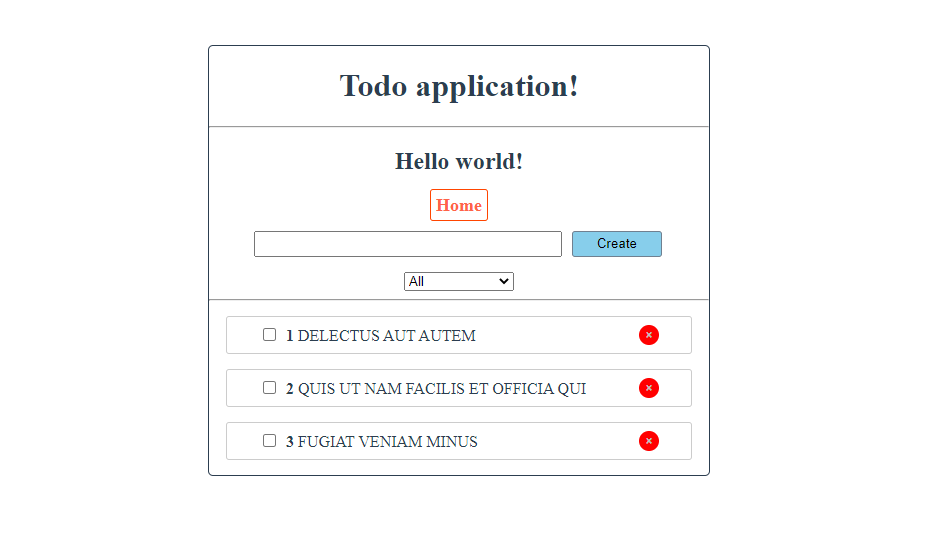 Todo application!
Hello world!
Home
Create
All
1 DELECTUS AUT AUTEM
×
2 QUIS UT NAM FACILIS ET OFFICIA QUI
×
3 FUGIAT VENIAM MINUS
×